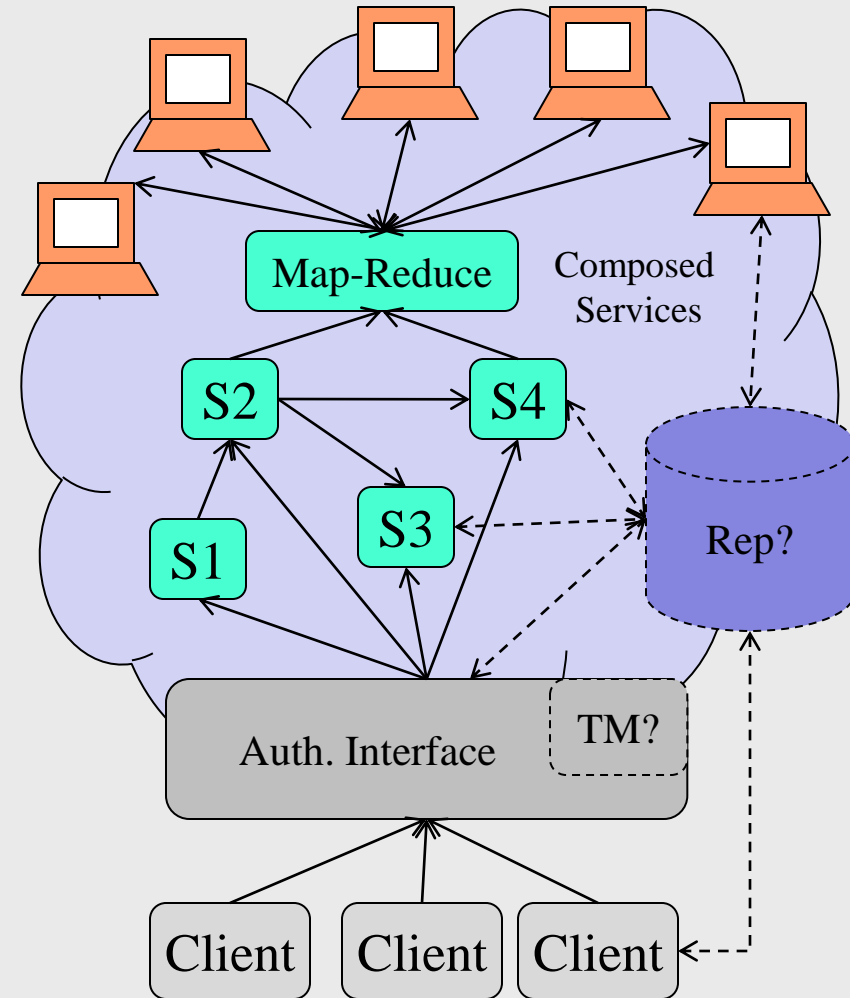 Map-Reduce
Composed
Services
S2
S4
S3
S1
Rep?
Auth. Interface
TM?
Client
Client
Client